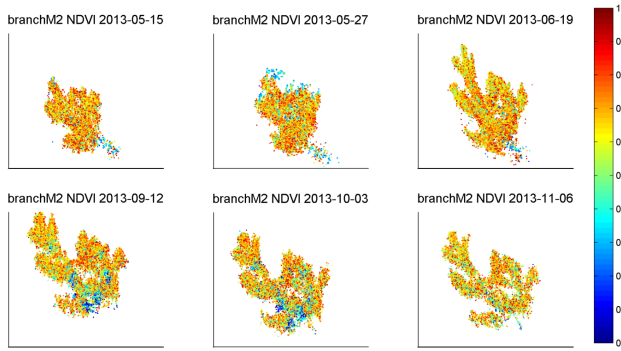 branchM2 NDVI 2013-05-15
branchM2 NDVI 2013-05-27
branchM2 NDVI 2013-06-19
branchM2 NDVI 2013-09-12
branchM2 NDVI 2013-10-03
branchM2 NDVI 2013-11-06
1
0
0
0
0
0
0
0
0
0
0